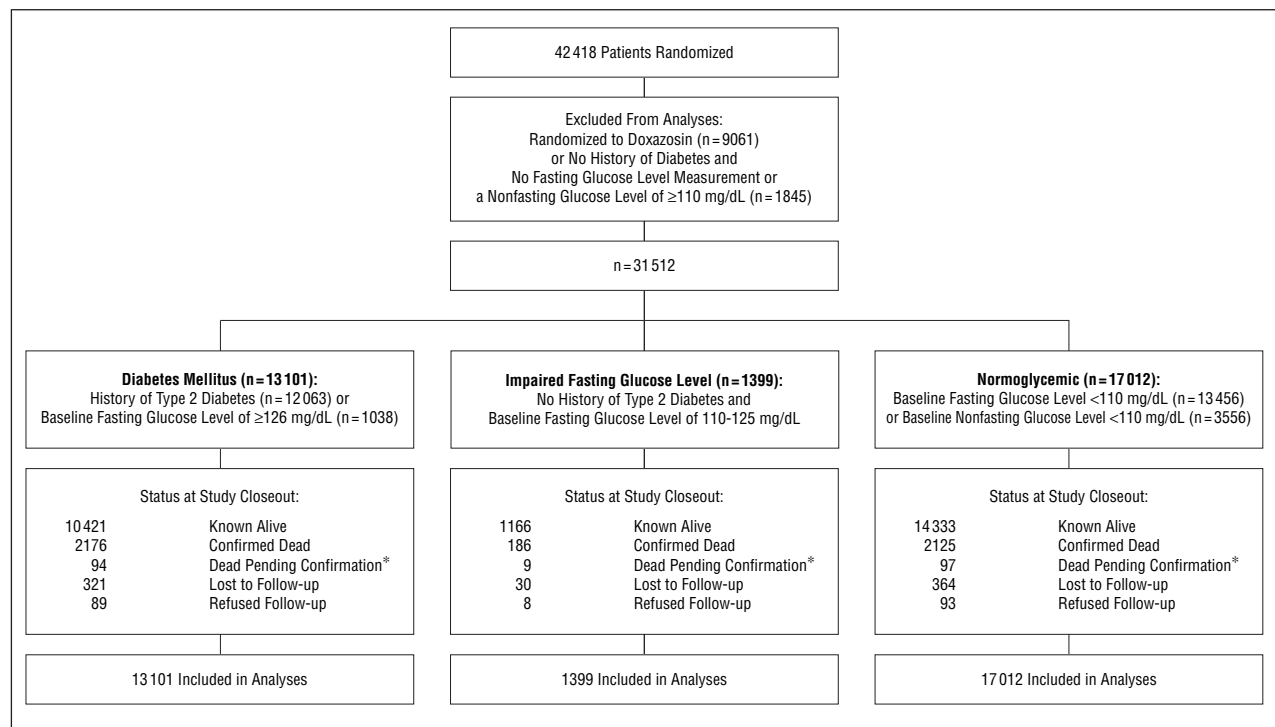 42 418 Patients Randomized
Excluded From Analyses:
Randomized to Doxazosin (n = 9061)
or No History of Diabetes and
No Fasting Glucose Level Measurement or
a Nonfasting Glucose Level of ≥110 mg/dL (n = 1845)
n = 31 512
Diabetes Mellitus (n = 13 101):
History of Type 2 Diabetes (n = 12 063) or
Baseline Fasting Glucose Level of ≥126 mg/dL (n = 1038)
Impaired Fasting Glucose Level (n = 1399):
No History of Type 2 Diabetes and
Baseline Fasting Glucose Level of 110-125 mg/dL
Normoglycemic (n = 17 012):
Baseline Fasting Glucose Level <110 mg/dL (n = 13 456)
or Baseline Nonfasting Glucose Level <110 mg/dL (n = 3556)
Status at Study Closeout:
10 421 Known Alive
2176 Confirmed Dead
94 Dead Pending Confirmation*
321 Lost to Follow-up
89 Refused Follow-up
Status at Study Closeout:
1166 Known Alive
186 Confirmed Dead
9 Dead Pending Confirmation*
30 Lost to Follow-up
8 Refused Follow-up
Status at Study Closeout:
14 333 Known Alive
2125 Confirmed Dead
97 Dead Pending Confirmation*
364 Lost to Follow-up
93 Refused Follow-up
13 101 Included in Analyses
1399 Included in Analyses
17 012 Included in Analyses